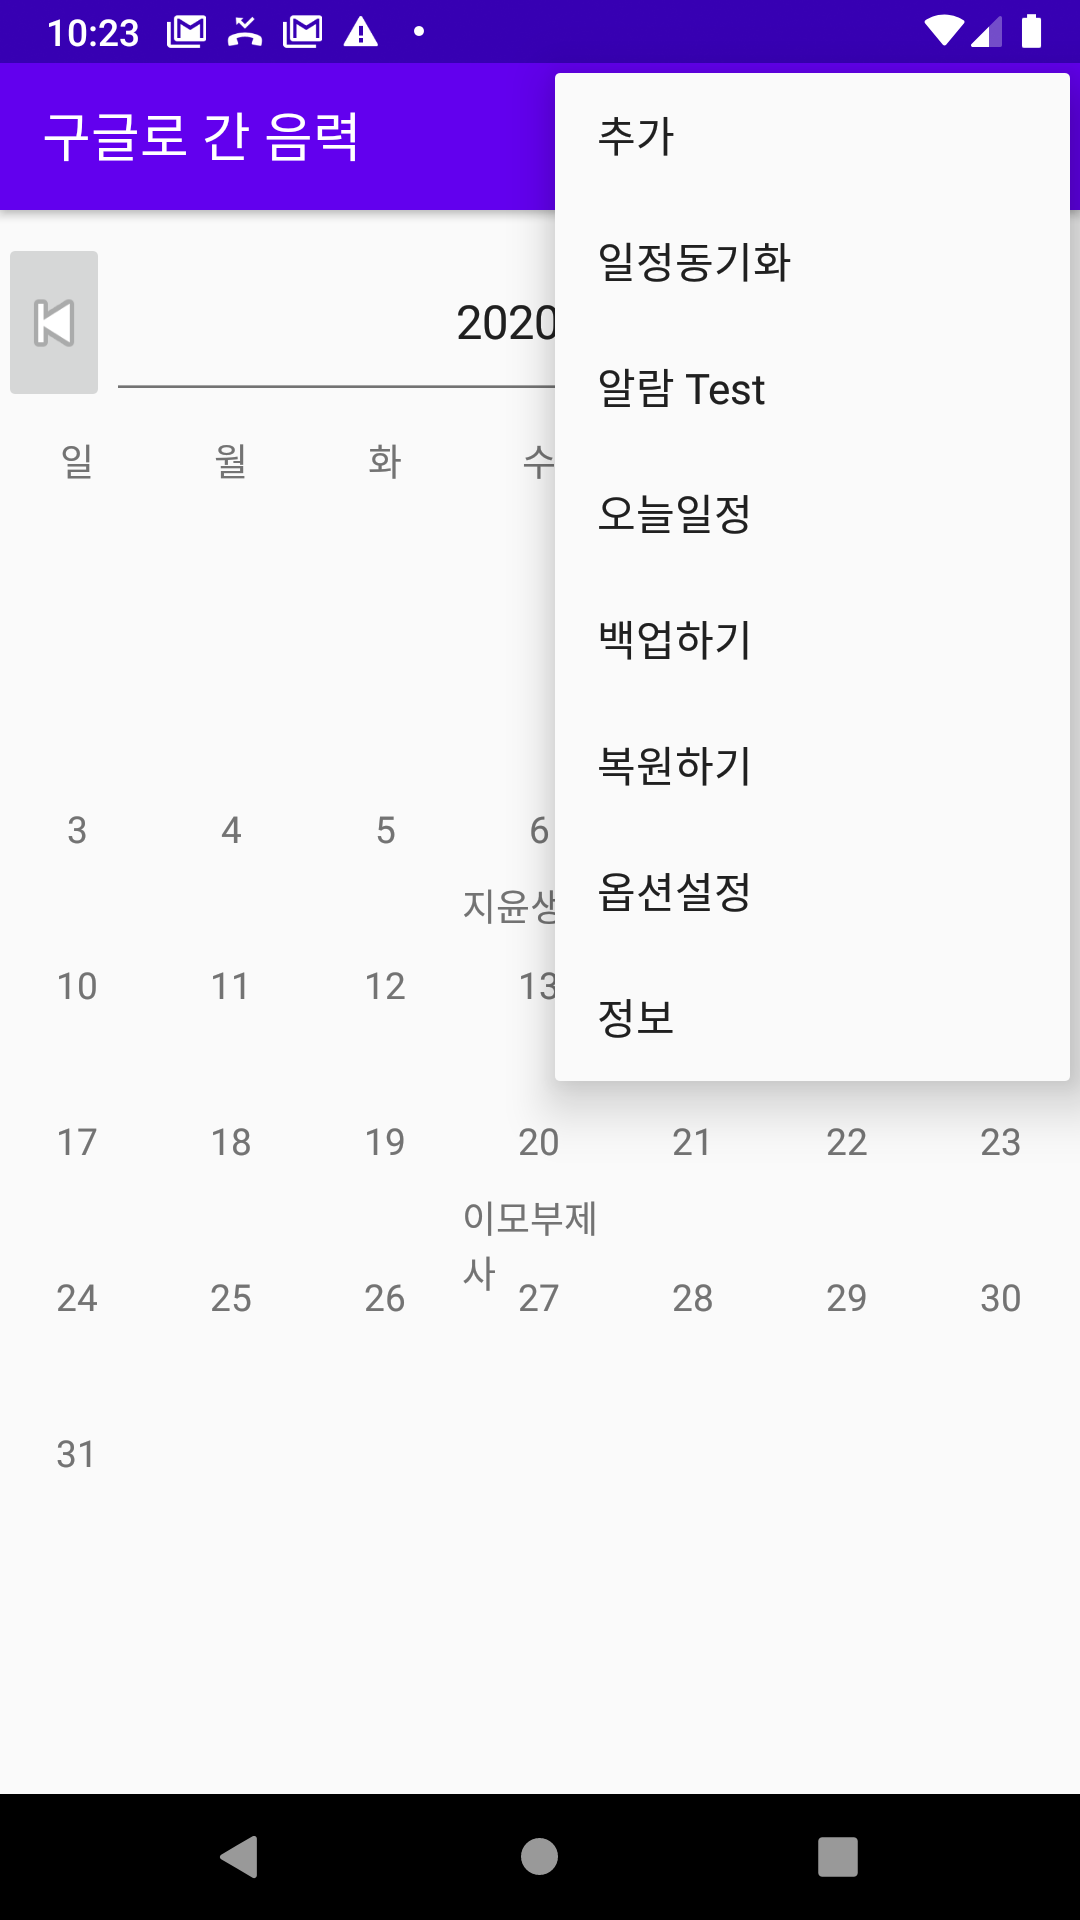 10:23
구글로 간 음력
추가
일정동기화
알람 Test
오늘일정
백업하기
복원하기
옵션설정
정보
2020
일 월 화 수
3 4 5 6
지윤생
10 11 12 13
17 18 19 20 21 22 23
이모부제
사
24 25 26 27 28 29 30
31